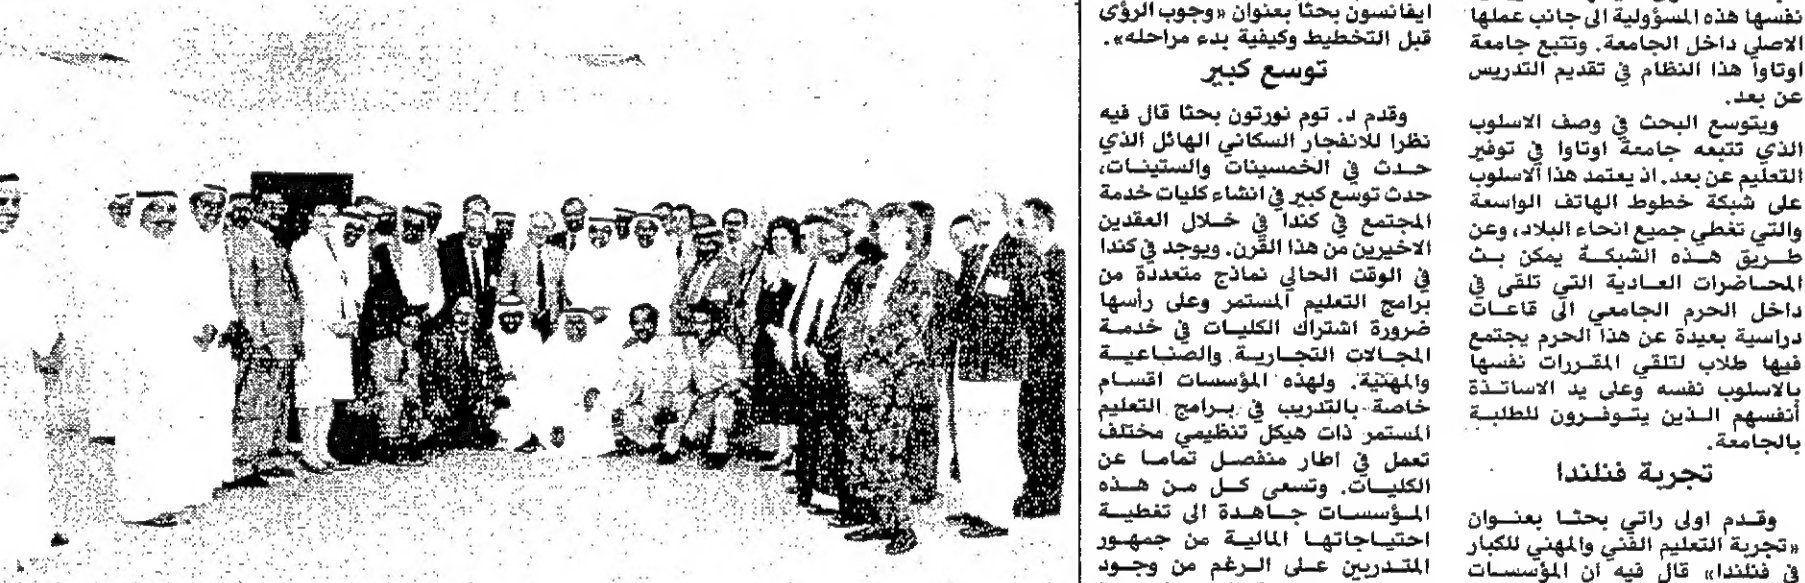 نفسها هذه المسؤولية الى جانب عملها
الاصلي داخل الجامعة. وتتبع جامعة
اوتاوا هذا النظام في تقديم التدريس
عن بعد.
ويتوسع البحث في وصف الاسلوب
الذي تتبعه جامعة اوتاوا في توفير
التعليم عن بعد. اذ يعتمد هذا الاسلوب
على شبكة خطوط الهاتف الواسعة
والتي تغطي جميع انحاء البلاد، وعن
طريق هذه الشبكة يمكن بث
المحاضرات العادية التي تلقى في
داخل الحرم الجامعي الى قاعات
دراسية بعيدة عن هذا الحرم يجتمع
فيها طلاب لتلقي المقررات نفسها
بالاسلوب نفسه وعلى يد الاساتذة
أنفسهم الذين يتوفرون للطلبة
بالجامعة.
تجربة فنلندا
وقدم اولى راتي بحثا بعنوان
«تجربة التعليم الفني والمهني للكبار
في فنلندا» قال فيه ان المؤسسات
ايفانسون بحثا بعنوان «وجوب الرؤى
قبل التخطيط وكيفية بدء مراحله».
توسع كبير
وقدم د. توم نورتون بحثا قال فيه
نظرا للانفجار السكاني الهائل الذي
حدث في الخمسينات والستينات،
حدث توسع كبير في انشاء كليات خدمة
المجتمع في كندا في خلال العقدين
الاخيرين من هذا القرن. ويوجد في كندا
في الوقت الحالي نماذج متعددة من
برامج التعليم المستمر وعلى رأسها
ضرورة اشتراك الكليات في خدمة
المجالات التجارية والصناعية
والمهنية. ولهذه المؤسسات اقسام
خاصة بالتدريب في برامج التعليم
المستمر ذات هيكل تنظيمي مختلف
تعمل في اطار منفصل تماما عن
الكليات. وتسعى كل من هذه
المؤسسات جاهدة الى تغطية
احتياجاتها المالية من جمهور
المتدربين على الرغم من وجود